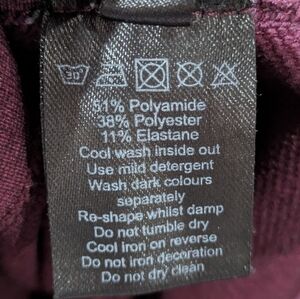 30
51% Polyamide
38% Polyester
11% Elastane
Cool wash inside out
Use mild detergent
Wash dark colours
separately
Re-shape whilst damp
Do not tumble dry
Cool iron on reverse
Do not iron decoration
Do not dry clean